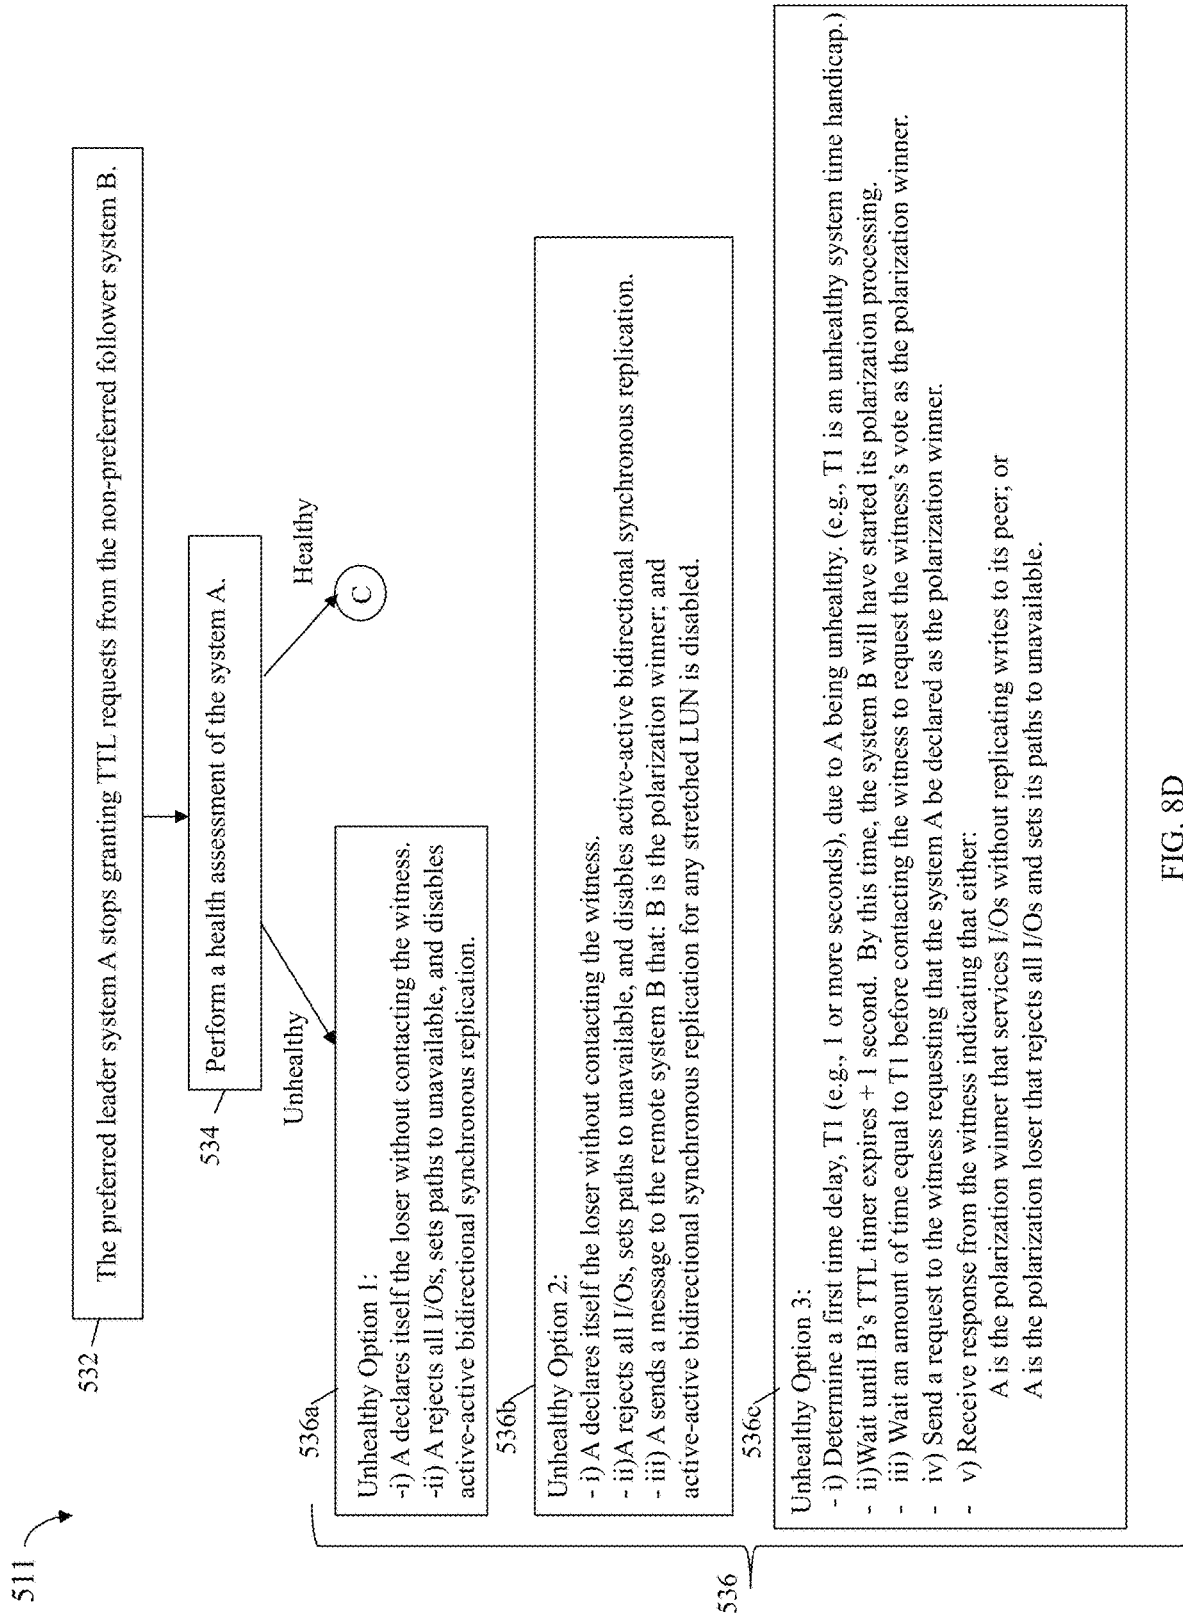 511
532
The preferred leader system A stops granting TTL requests from the non-preferred follower system B.
534
Perform a health assessment of the system A.
Unhealthy
Healthy
C
536
536a
Unhealthy Option 1:
-i) A declares itself the loser without contacting the witness.
-ii) A rejects all I/Os, sets paths to unavailable, and disables
active-active bidirectional synchronous replication.
536b
Unhealthy Option 2:
- i) A declares itself the loser without contacting the witness.
- ii)A rejects all I/Os, sets paths to unavailable, and disables active-active bidirectional synchronous replication.
- iii) A sends a message to the remote system B that: B is the polarization winner; and
active-active bidirectional synchronous replication for any stretched LUN is disabled.
536c
Unhealthy Option 3:
- i) Determine a first time delay, T1 (e.g., 1 or more seconds), due to A being unhealthy. (e.g., T1 is an unhealthy system time handicap.)
- ii)Wait until B's TTL timer expires + 1 second. By this time, the system B will have started its polarization processing.
- iii) Wait an amount of time equal to T1 before contacting the witness to request the witness's vote as the polarization winner.
- iv) Send a request to the witness requesting that the system A be declared as the polarization winner.
- v) Receive response from the witness indicating that either:
A is the polarization winner that services I/Os without replicating writes to its peer; or
A is the polarization loser that rejects all I/Os and sets its paths to unavailable.
FIG. 8D